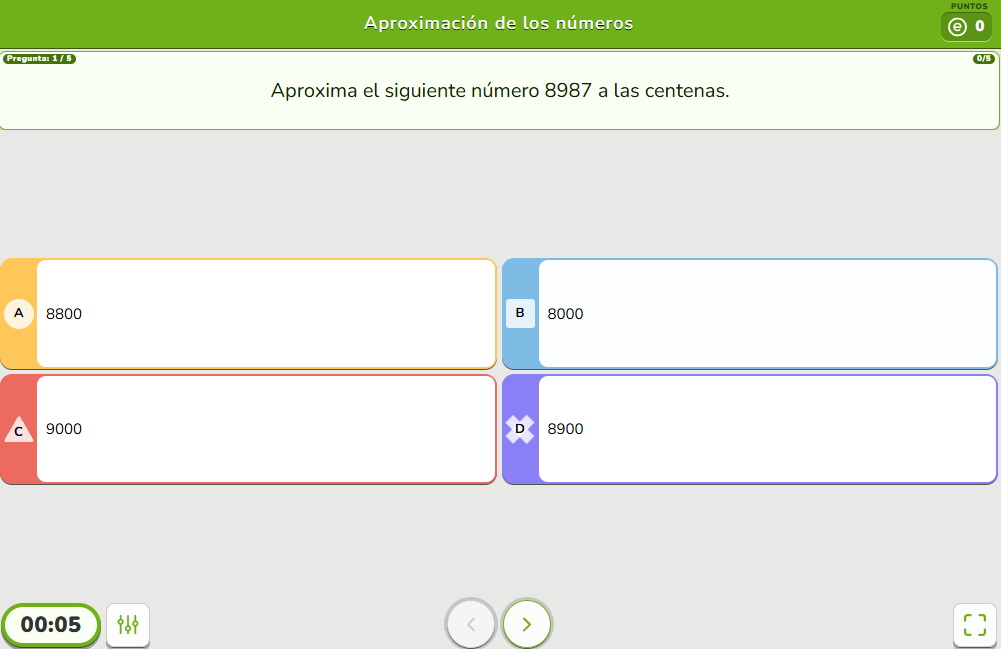 Aproximación de los números
PUNTOS
e 0
Pregunta: 1 / 5
0/5
Aproxima el siguiente número 8987 a las centenas.
A 8800
B 8000
C 9000
D 8900
00:05